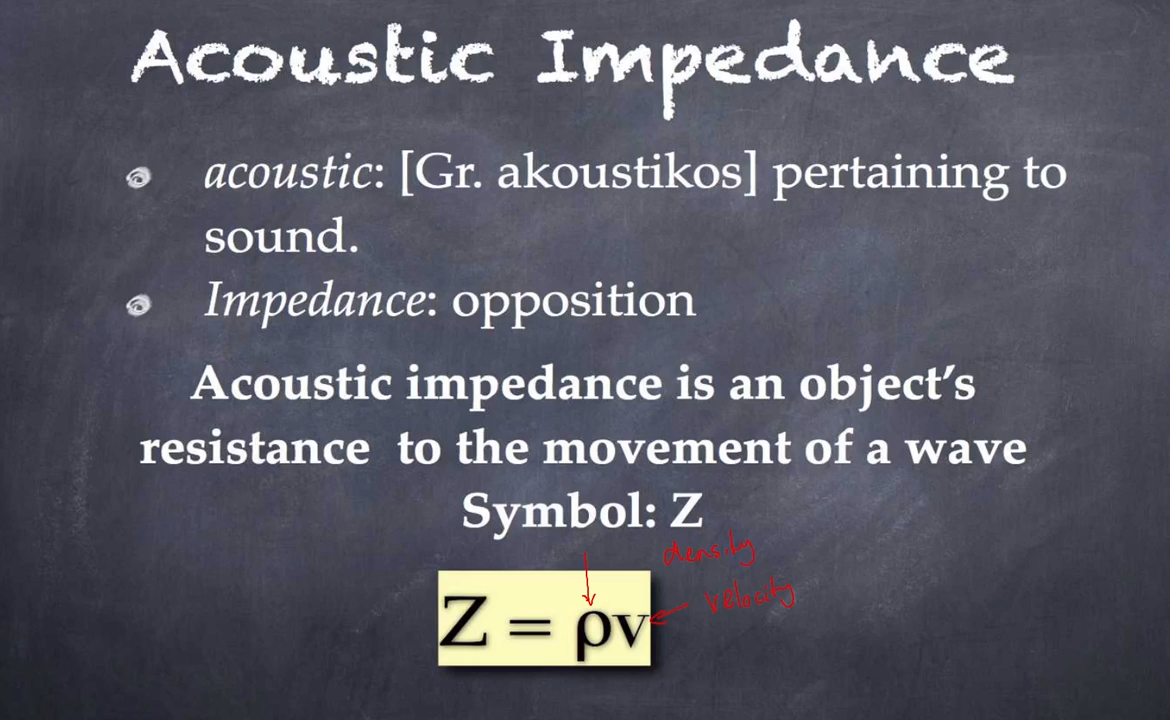 Acoustic Impedance
acoustic: [Gr. akoustikos] pertaining to
sound.
Impedance: opposition
Acoustic impedance is an object’s
resistance to the movement of a wave
Symbol: Z
density
velocity
Z = ρv